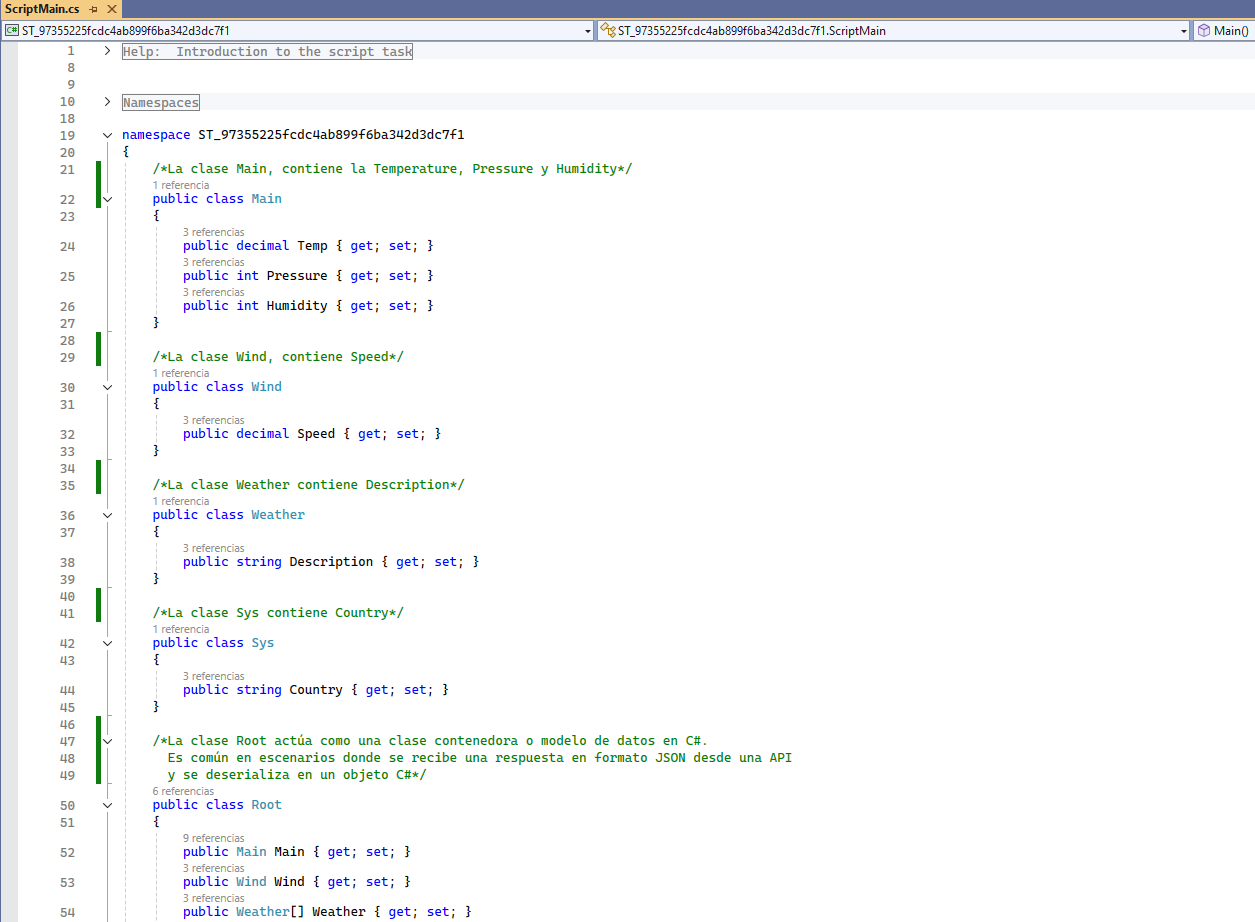 ScriptMain.cs
C# ST_97355225fcdc4ab899f6ba342d3dc7f1 ST_97355225fcdc4ab899f6ba342d3dc7f1.ScriptMain Main()
1 Help:  Introduction to the script task
8
9
10 Namespaces
18
19 namespace ST_97355225fcdc4ab899f6ba342d3dc7f1
20 {
21 /*La clase Main, contiene la Temperature, Pressure y Humidity*/
1 referencia
22 public class Main
23 {
3 referencias
24 public decimal Temp { get; set; }
3 referencias
25 public int Pressure { get; set; }
3 referencias
26 public int Humidity { get; set; }
27 }
28
29 /*La clase Wind, contiene Speed*/
1 referencia
30 public class Wind
31 {
3 referencias
32 public decimal Speed { get; set; }
33 }
34
35 /*La clase Weather contiene Description*/
1 referencia
36 public class Weather
37 {
3 referencias
38 public string Description { get; set; }
39 }
40
41 /*La clase Sys contiene Country*/
1 referencia
42 public class Sys
43 {
3 referencias
44 public string Country { get; set; }
45 }
46
47 /*La clase Root actúa como una clase contenedora o modelo de datos en C#.
48 Es común en escenarios donde se recibe una respuesta en formato JSON desde una API
49 y se deserializa en un objeto C#*/
6 referencias
50 public class Root
51 {
9 referencias
52 public Main Main { get; set; }
3 referencias
53 public Wind Wind { get; set; }
3 referencias
54 public Weather[] Weather { get; set; }